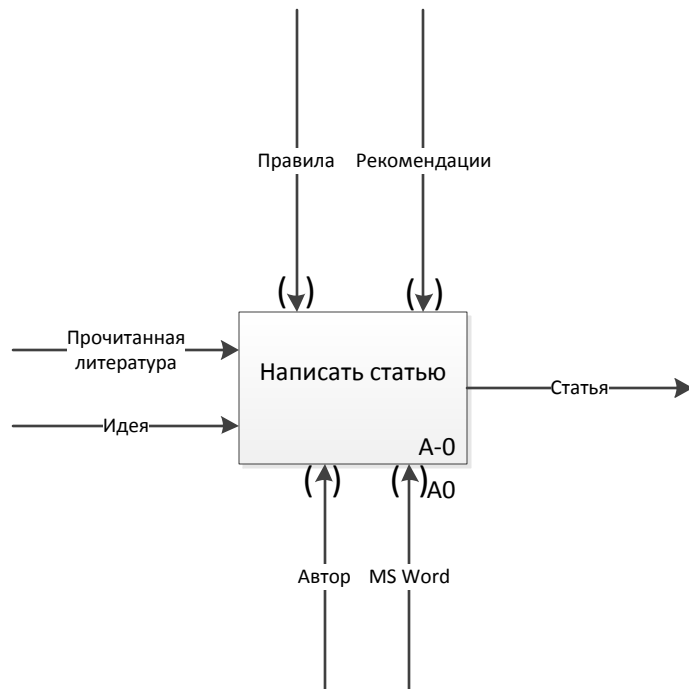 Правила
Рекомендации
( )
( )
Прочитанная
литература
Написать статью
Статья
Идея
A-0
( )
( )
A0
Автор
MS Word